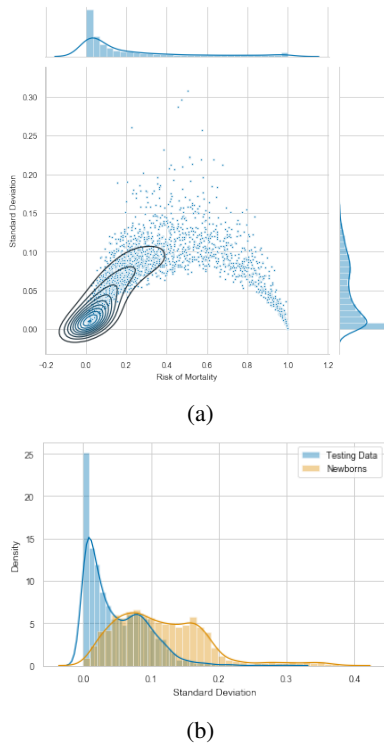 0.30
0.25
0.20
0.15
0.10
0.05
0.00
Standard Deviation
−0.2 0.0 0.2 0.4 0.6 0.8 1.0 1.2
Risk of Mortality
(a)
Testing Data
Newborns
25
20
15
10
5
0
Density
0.0 0.1 0.2 0.3 0.4
Standard Deviation
(b)